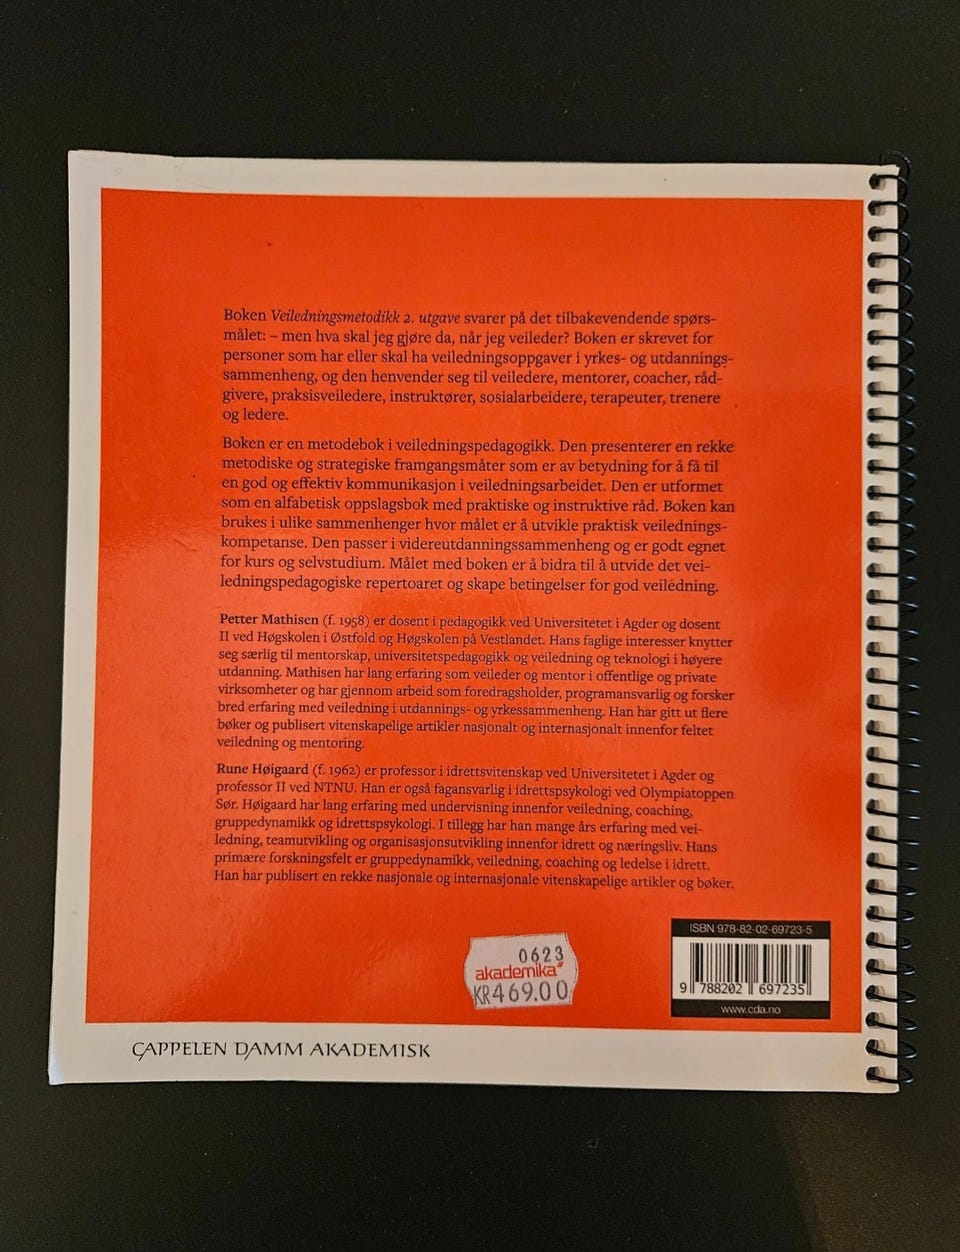 Boken Veiledningsmetodikk 2. utgave svarer på det tilbakevendende spørs-
målet: – men hva skal jeg gjøre da, når jeg veileder? Boken er skrevet for
personer som har eller skal ha veiledningsoppgaver i yrkes- og utdannings-
sammenheng, og den henvender seg til veiledere, mentorer, coacher, råd-
givere, praksisveiledere, instruktører, sosialarbeidere, terapeuter, trenere
og ledere.
Boken er en metodebok i veiledningspedagogikk. Den presenterer en rekke
metodiske og strategiske framgangsmåter som er av betydning for å få til
en god og effektiv kommunikasjon i veiledningsarbeidet. Den er utformet
som en alfabetisk oppslagsbok med praktiske og instruktive råd. Boken kan
brukes i ulike sammenhenger hvor målet er å utvikle praktisk veilednings-
kompetanse. Den passer i videreutdanningssammenheng og er godt egnet
for kurs og selvstudium. Målet med boken er å bidra til å utvide det vei-
ledningspedagogiske repertoaret og skape betingelser for god veiledning.
Petter Mathisen (f. 1958) er dosent i pedagogikk ved Universitetet i Agder og dosent
II ved Høgskolen i Østfold og Høgskolen på Vestlandet. Hans faglige interesser knytter
seg særlig til mentorskap, universitetspedagogikk og veiledning og teknologi i høyere
utdanning. Mathisen har lang erfaring som veileder og mentor i offentlige og private
virksomheter og har gjennom arbeid som foredragsholder, programansvarlig og forsker
bred erfaring med veiledning i utdannings- og yrkessammenheng. Han har gitt ut flere
bøker og publisert vitenskapelige artikler nasjonalt og internasjonalt innenfor feltet
veiledning og mentoring.
Rune Høigaard (f. 1962) er professor i idrettsvitenskap ved Universitetet i Agder og
professor II ved NTNU. Han er også fagansvarlig i idrettspsykologi ved Olympiatoppen
Sør. Høigaard har lang erfaring med undervisning innenfor veiledning, coaching,
gruppedynamikk og idrettspsykologi. I tillegg har han mange års erfaring med vei-
ledning, teamutvikling og organisasjonsutvikling innenfor idrett og næringsliv. Hans
primære forskningsfelt er gruppedynamikk, veiledning, coaching og ledelse i idrett.
Han har publisert en rekke nasjonale og internasjonale vitenskapelige artikler og bøker.
ISBN 978-82-02-69723-5
9 788202 697235
www.cda.no
0623
akademika
KR469.00
CAPPELEN DAMM AKADEMISK